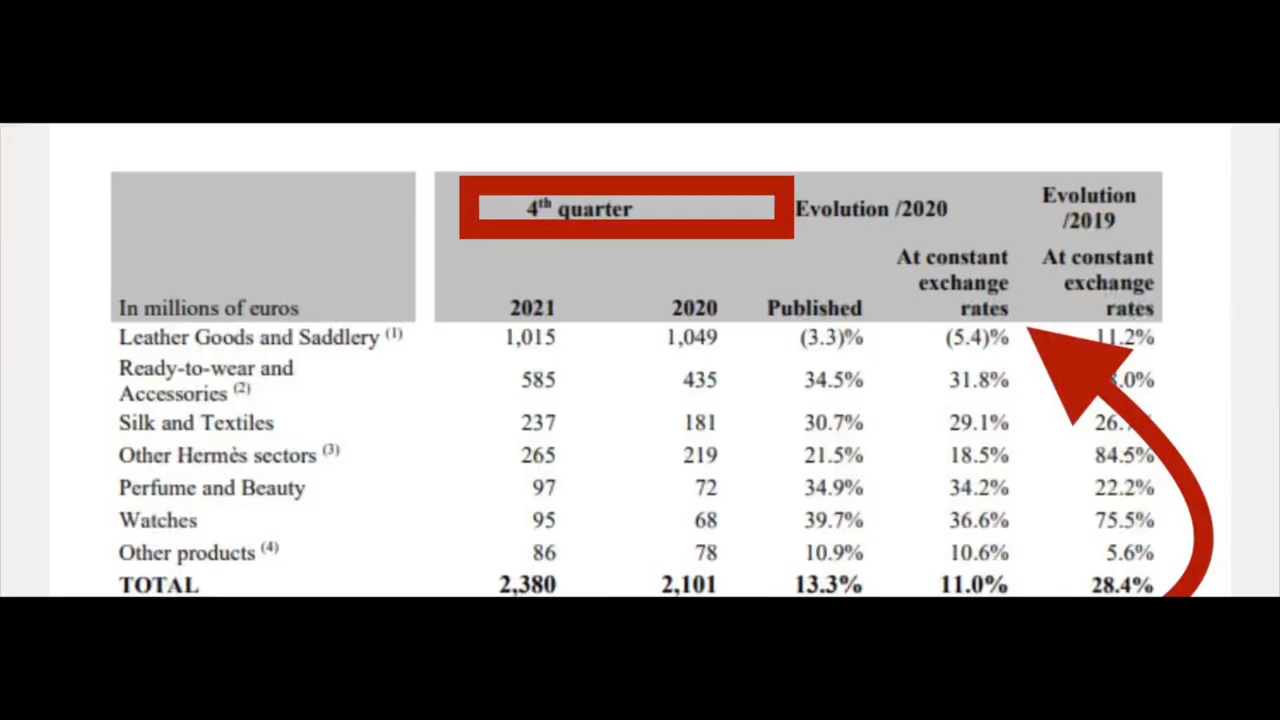 4th quarter Evolution /2020 Evolution /2019
At constant exchange rates At constant exchange rates
In millions of euros 2021 2020 Published
Leather Goods and Saddlery (1) 1,015 1,049 (3.3)% (5.4)% 11.2%
Ready-to-wear and
Accessories (2) 585 435 34.5% 31.8%
Silk and Textiles 237 181 30.7% 29.1%
Other Hermès sectors (3) 265 219 21.5% 18.5% 84.5%
Perfume and Beauty 97 72 34.9% 34.2% 22.2%
Watches 95 68 39.7% 36.6% 75.5%
Other products (4) 86 78 10.9% 10.6% 5.6%
TOTAL 2,380 2,101 13.3% 11.0% 28.4%